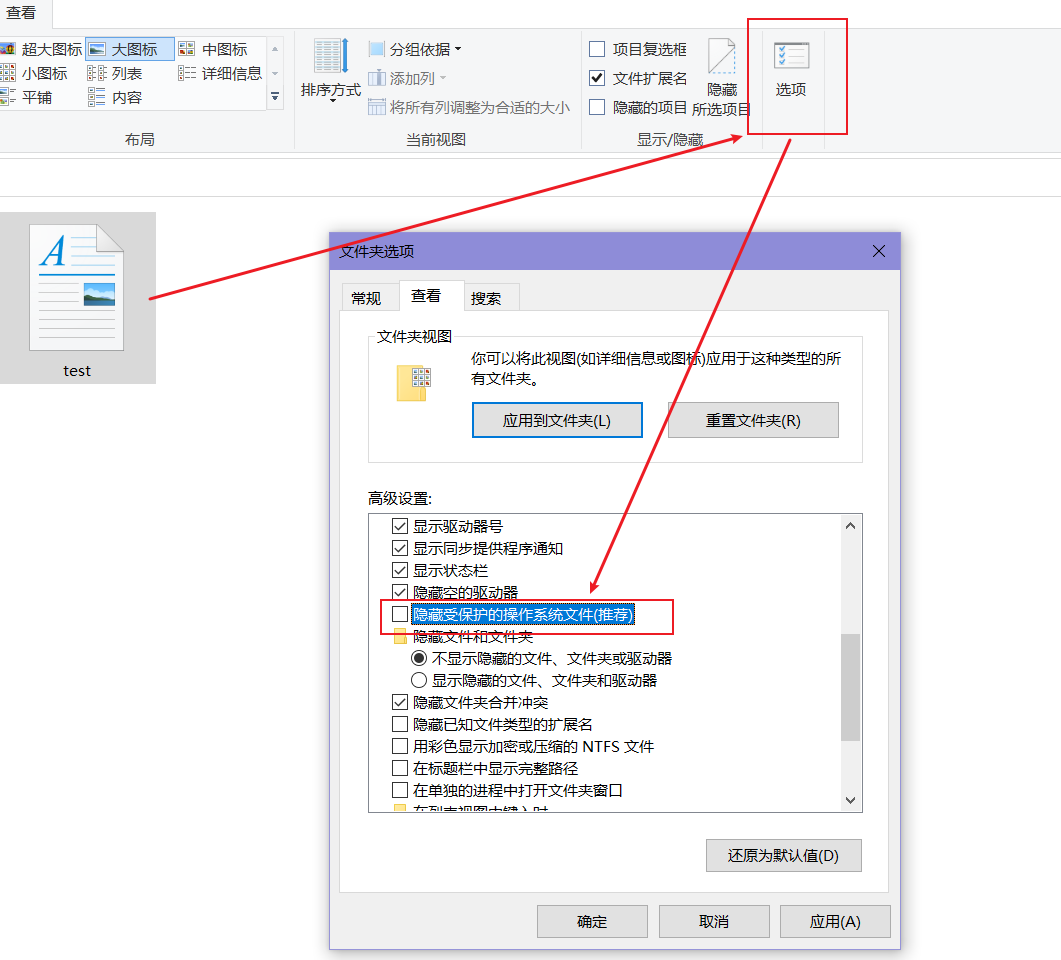 查看
超大图标 大图标 中图标
小图标 列表 详细信息
平铺 内容
布局
排序方式
分组依据
添加列
将所有列调整为合适的大小
当前视图
项目复选框
文件扩展名
隐藏的项目
隐藏
所选项目
显示/隐藏
选项
test
文件夹选项
常规 查看 搜索
文件夹视图
你可以将此视图(如详细信息或图标)应用于这种类型的所
有文件夹。
应用到文件夹(L) 重置文件夹(R)
高级设置:
显示驱动器号
显示同步提供程序通知
显示状态栏
隐藏空的驱动器
隐藏受保护的操作系统文件(推荐)
隐藏文件和文件夹
不显示隐藏的文件、文件夹或驱动器
显示隐藏的文件、文件夹和驱动器
隐藏文件夹合并冲突
隐藏已知文件类型的扩展名
用彩色显示加密或压缩的 NTFS 文件
在标题栏中显示完整路径
在单独的进程中打开文件夹窗口
在列表视图中键入时
还原为默认值(D)
确定 取消 应用(A)